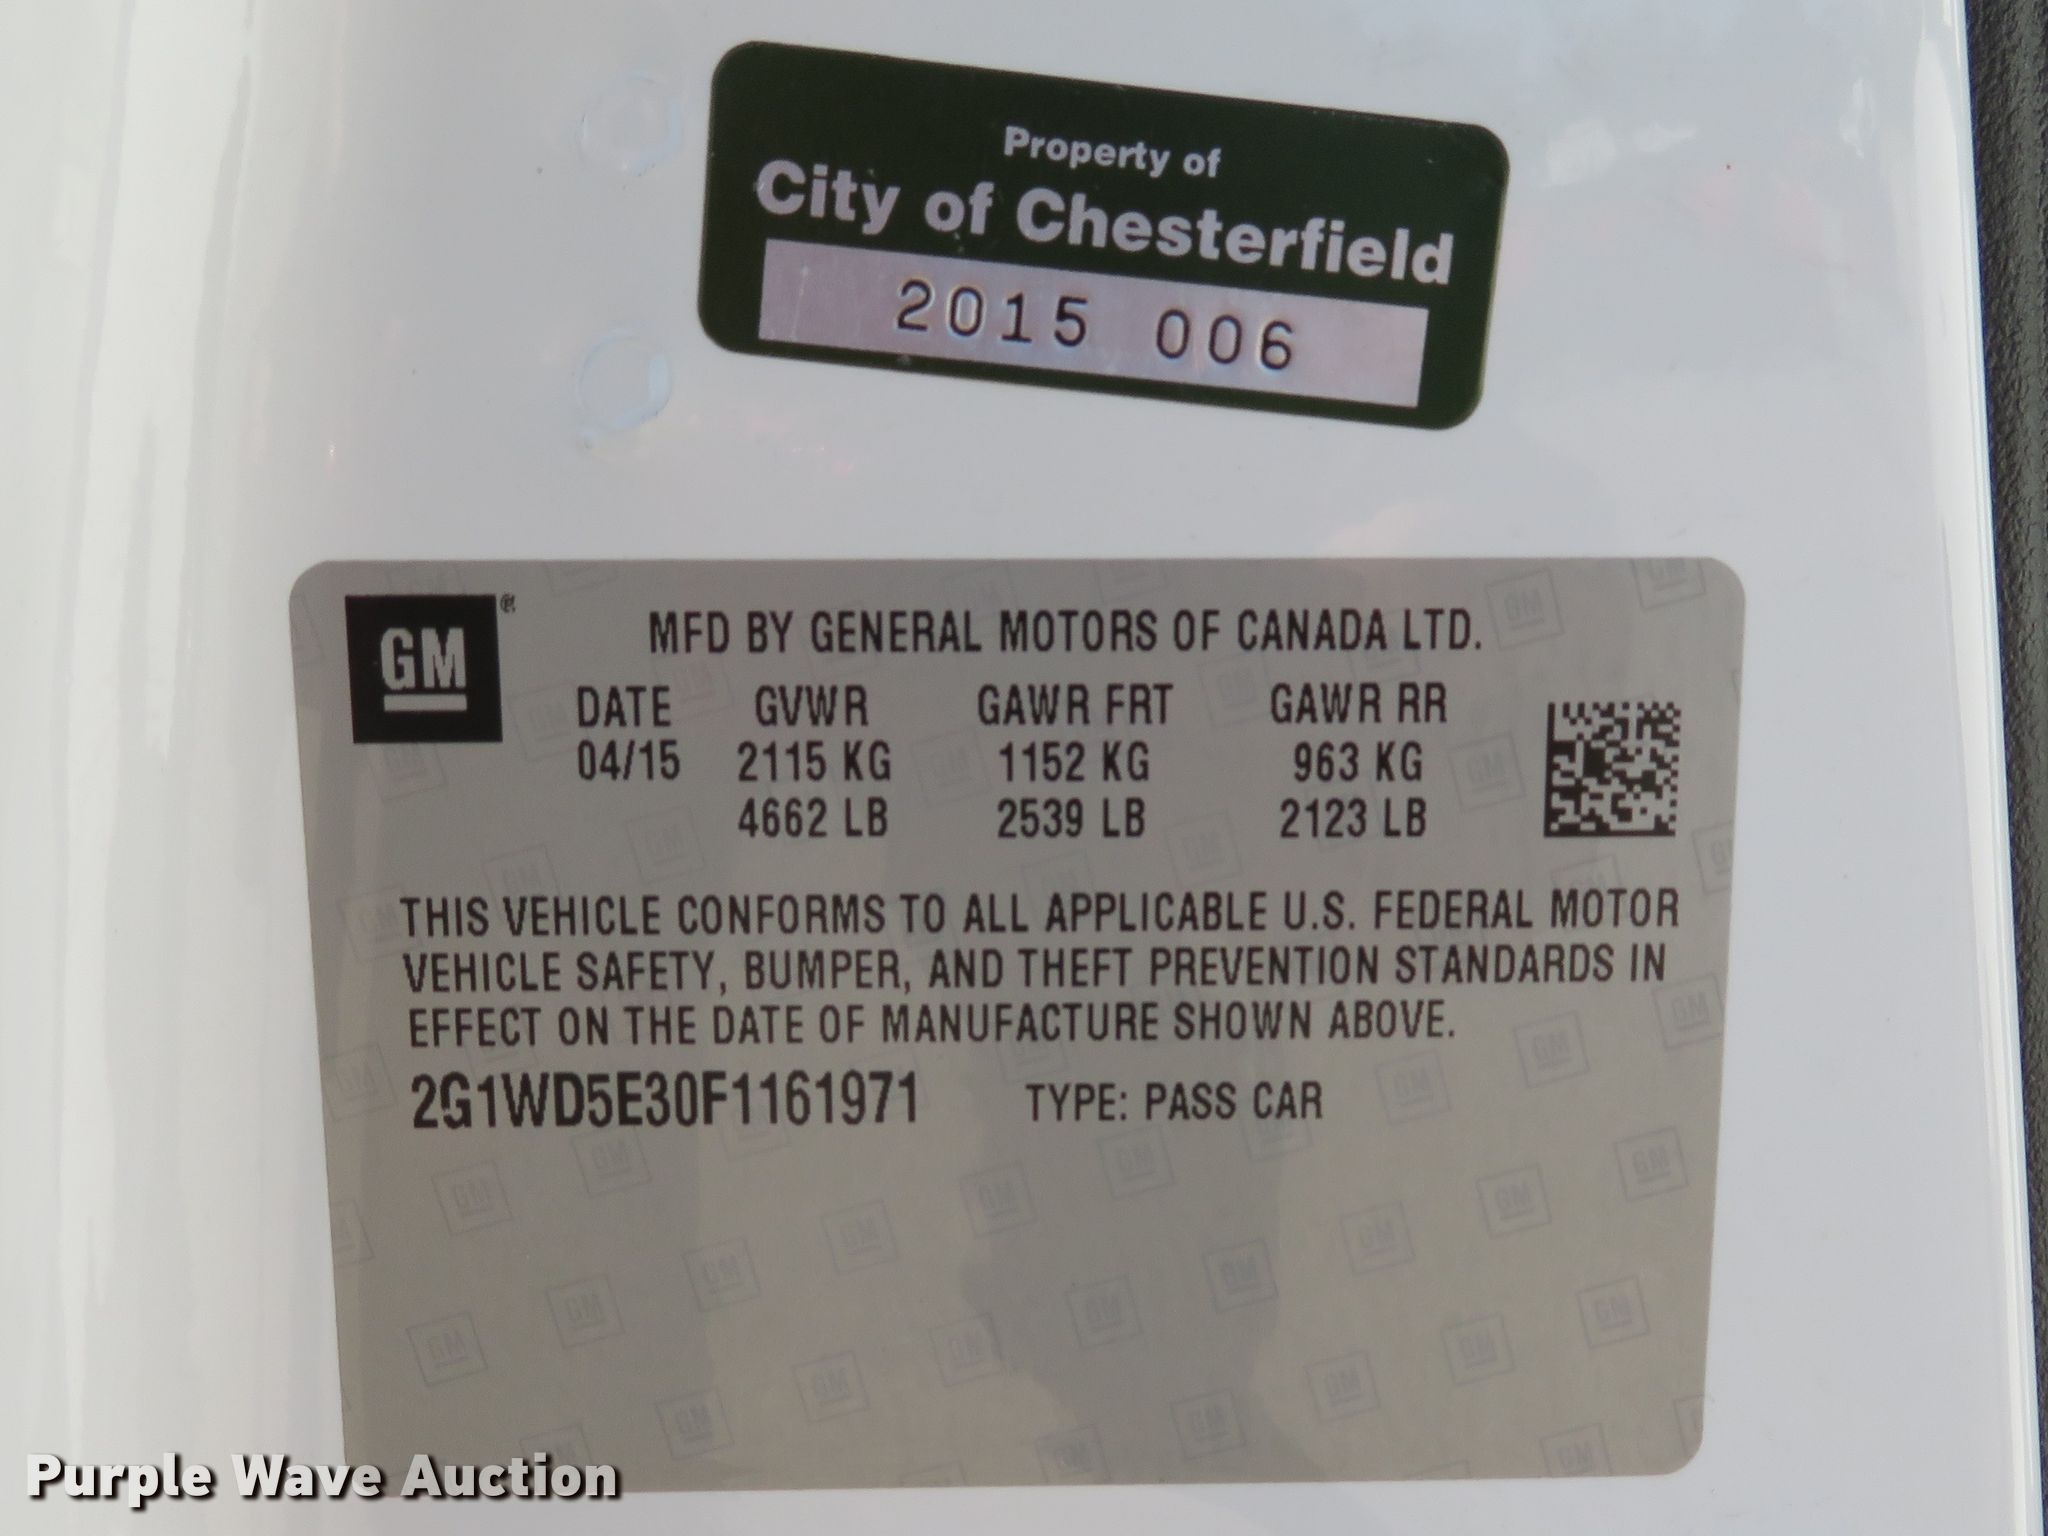 Property of
City of Chesterfield
2015 006
GM®
MFD BY GENERAL MOTORS OF CANADA LTD.
DATE GVWR GAWR FRT GAWR RR
04/15 2115 KG 1152 KG 963 KG
4662 LB 2539 LB 2123 LB
THIS VEHICLE CONFORMS TO ALL APPLICABLE U.S. FEDERAL MOTOR
VEHICLE SAFETY, BUMPER, AND THEFT PREVENTION STANDARDS IN
EFFECT ON THE DATE OF MANUFACTURE SHOWN ABOVE.
2G1WD5E30F1161971 TYPE: PASS CAR
Purple Wave Auction